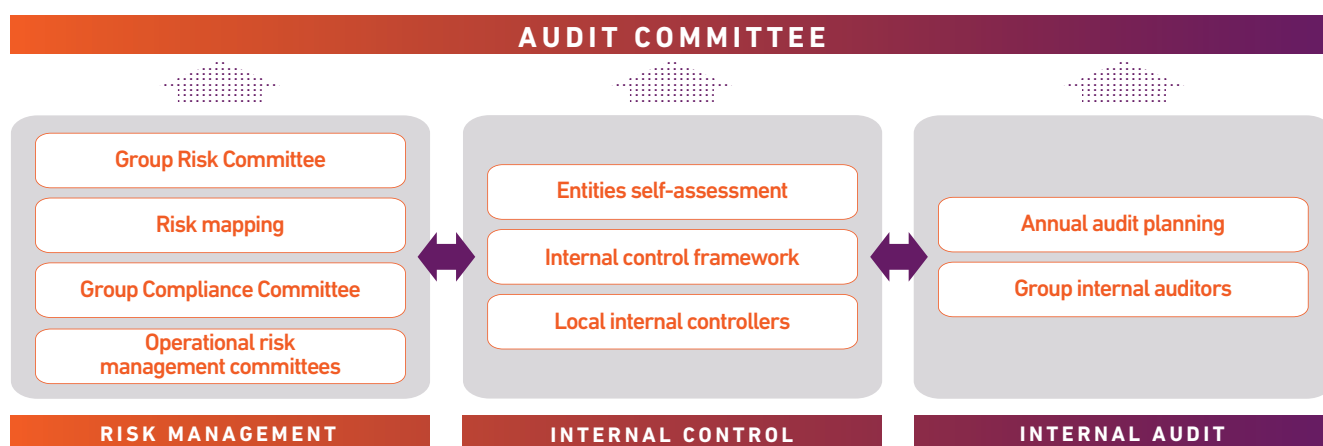 AUDIT COMMITTEE
Group Risk Committee
Risk mapping
Group Compliance Committee
Operational risk
management committees
RISK MANAGEMENT
Entities self-assessment
Internal control framework
Local internal controllers
INTERNAL CONTROL
Annual audit planning
Group internal auditors
INTERNAL AUDIT